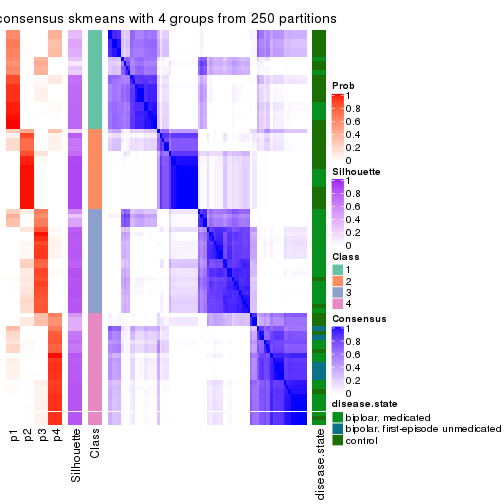 consensus skmeans with 4 groups from 250 partitions
Prob
1
0.8
0.6
0.4
0.2
0
Silhouette
1
0.8
0.6
0.4
0.2
0
Class
1
2
3
4
Consensus
1
0.8
0.6
0.4
0.2
0
disease.state
biploar, medicated
bipolar, first-episode unmedicated
control
p1
p2
p3
p4
Silhouette
Class
disease.state